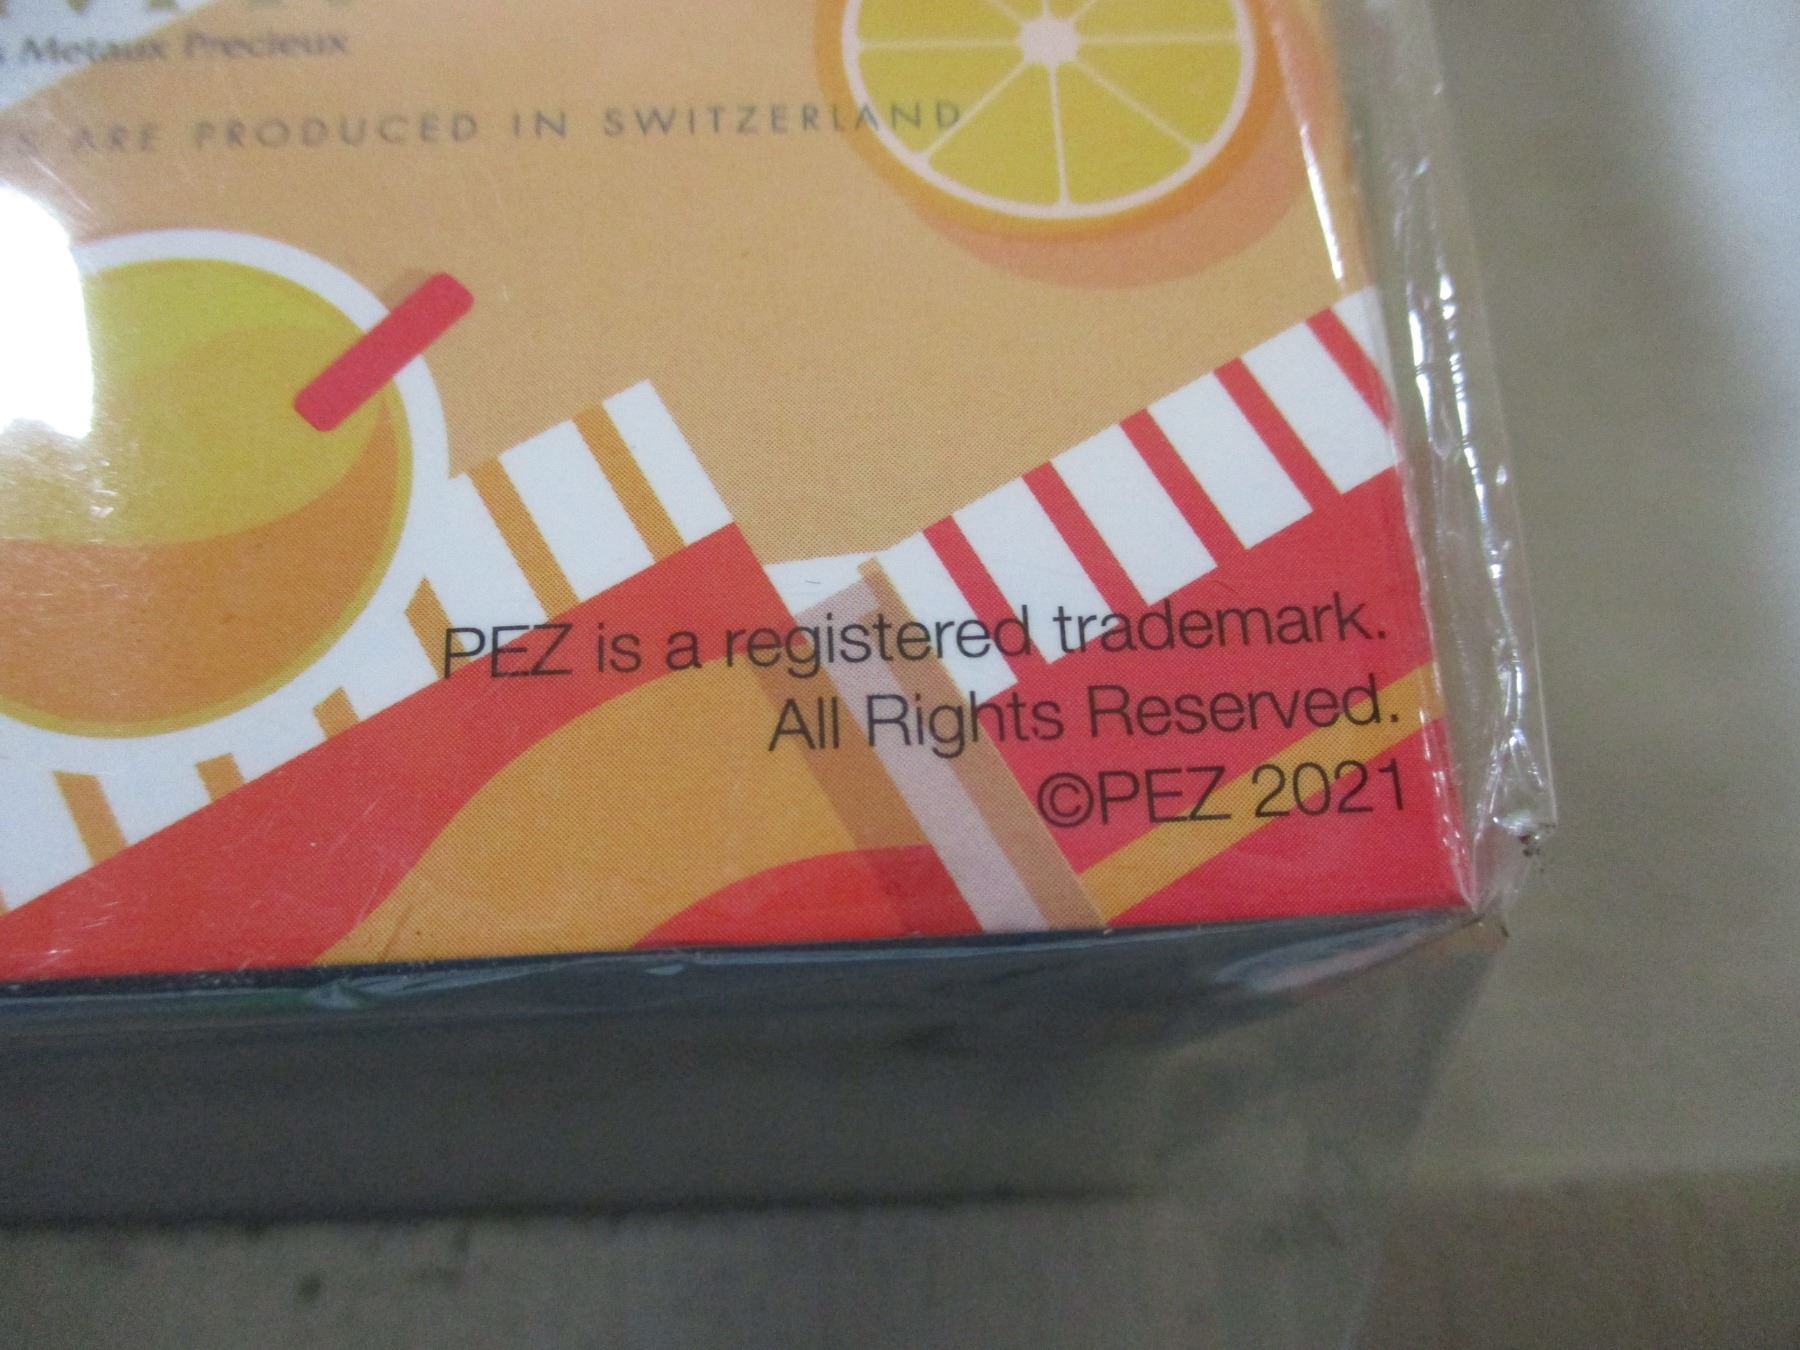 Metaux Precieux
ARE PRODUCED IN SWITZERLAND
PEZ is a registered trademark.
All Rights Reserved.
©PEZ 2021